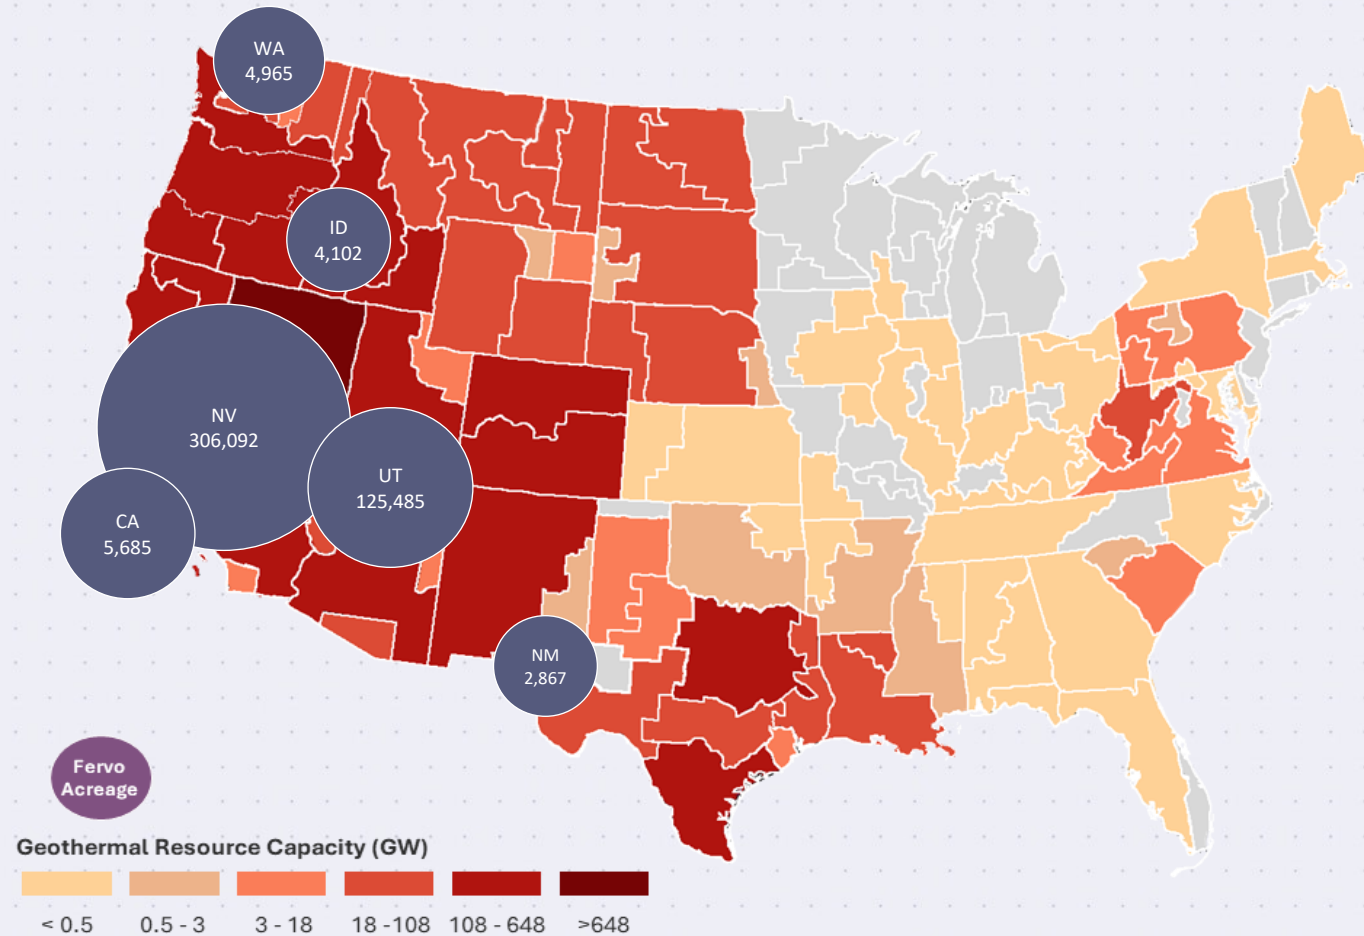 WA
4,965
ID
4,102
NV
306,092
UT
125,485
CA
5,685
NM
2,867
Fervo
Acreage
Geothermal Resource Capacity (GW)
< 0.5
0.5 - 3
3 - 18
18 -108
108 - 648
>648